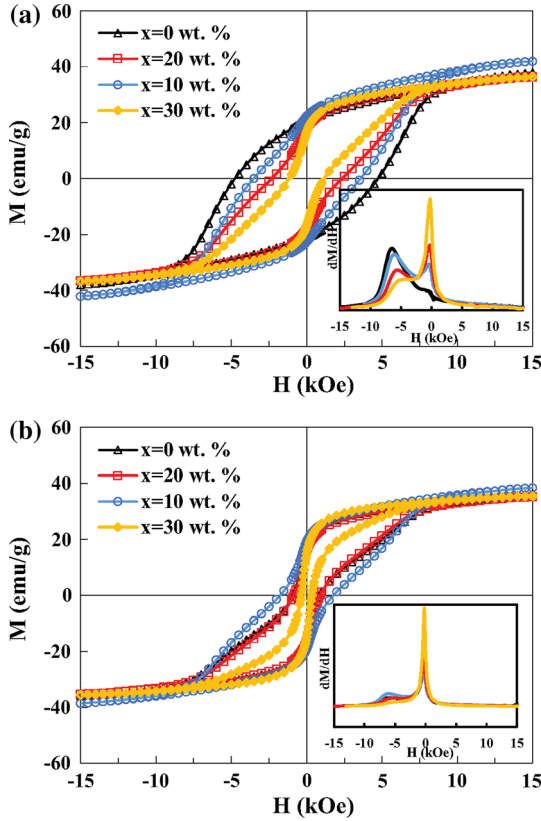 (a)
60
40
20
0
-20
-40
-60
M (emu/g)
x=0 wt. %
x=20 wt. %
x=10 wt. %
x=30 wt. %
-15 -10 -5 0 5 10 15
H (kOe)
dM/dH
-15 -10 -5 0 5 10 15
H (kOe)
(b)
60
40
20
0
-20
-40
-60
M (emu/g)
x=0 wt. %
x=20 wt. %
x=10 wt. %
x=30 wt. %
-15 -10 -5 0 5 10 15
H (kOe)
dM/dH
-15 -10 -5 0 5 10 15
H (kOe)